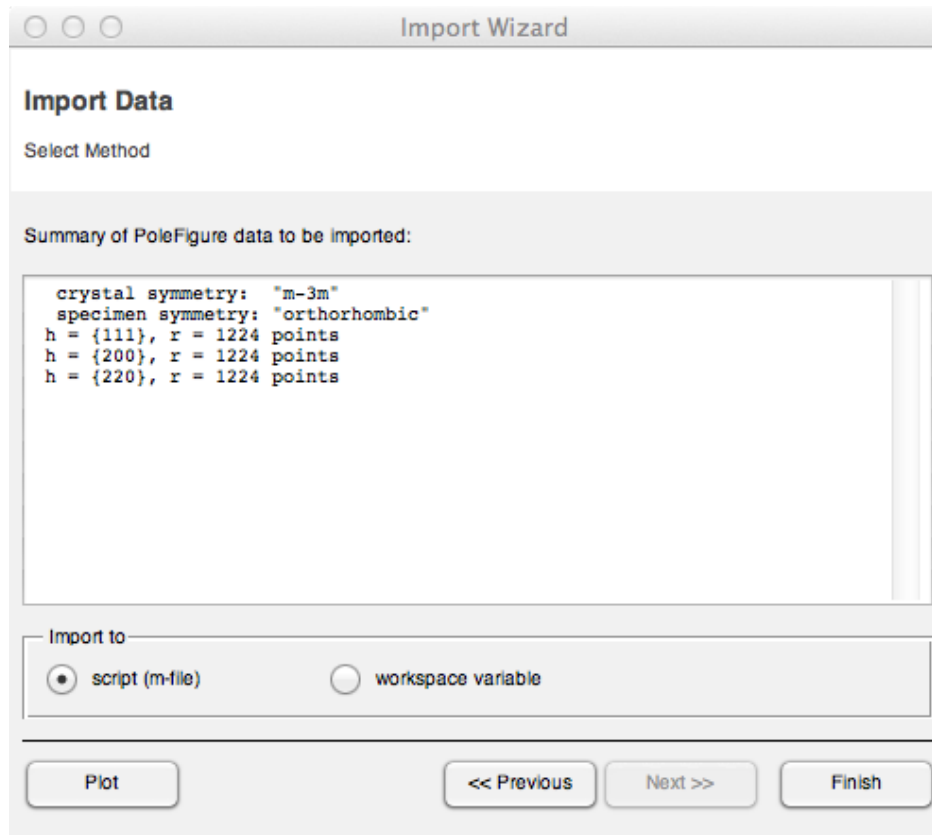 Import Wizard
Import Data
Select Method
Summary of PoleFigure data to be imported:
crystal symmetry:  "m-3m"
specimen symmetry: "orthorhombic"
h = {111}, r = 1224 points
h = {200}, r = 1224 points
h = {220}, r = 1224 points
Import to
script (m-file) workspace variable
Plot << Previous Next >> Finish